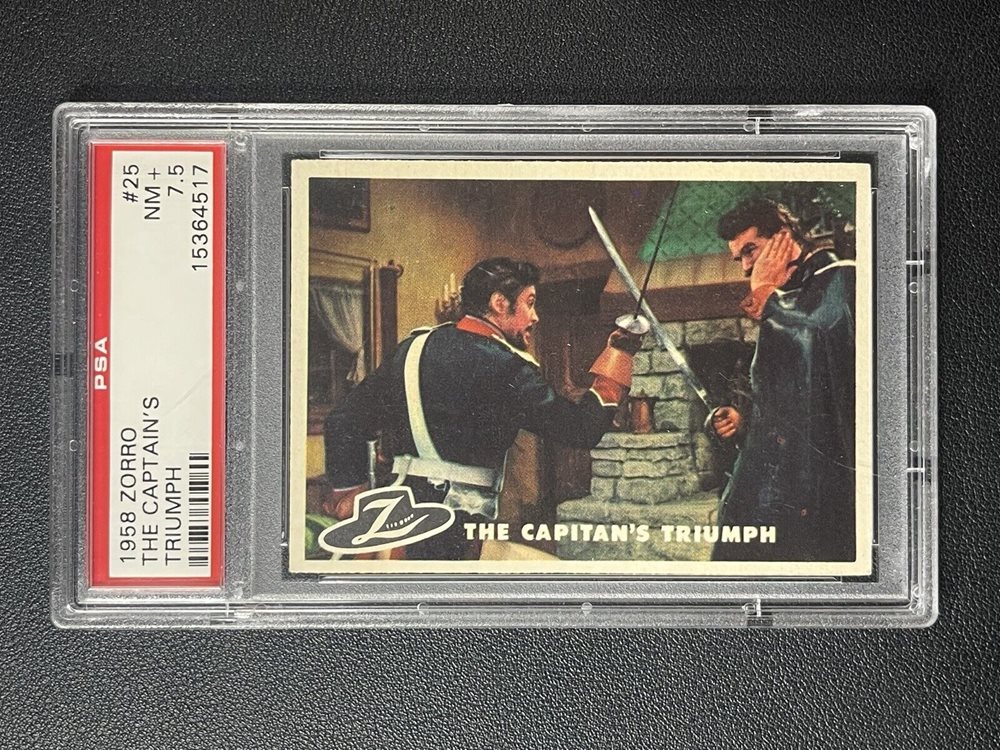 1958 ZORRO
#25
THE CAPTAIN'S
NM+
TRIUMPH
7.5
15364517
PSA
Z
THE CAPITAN'S TRIUMPH